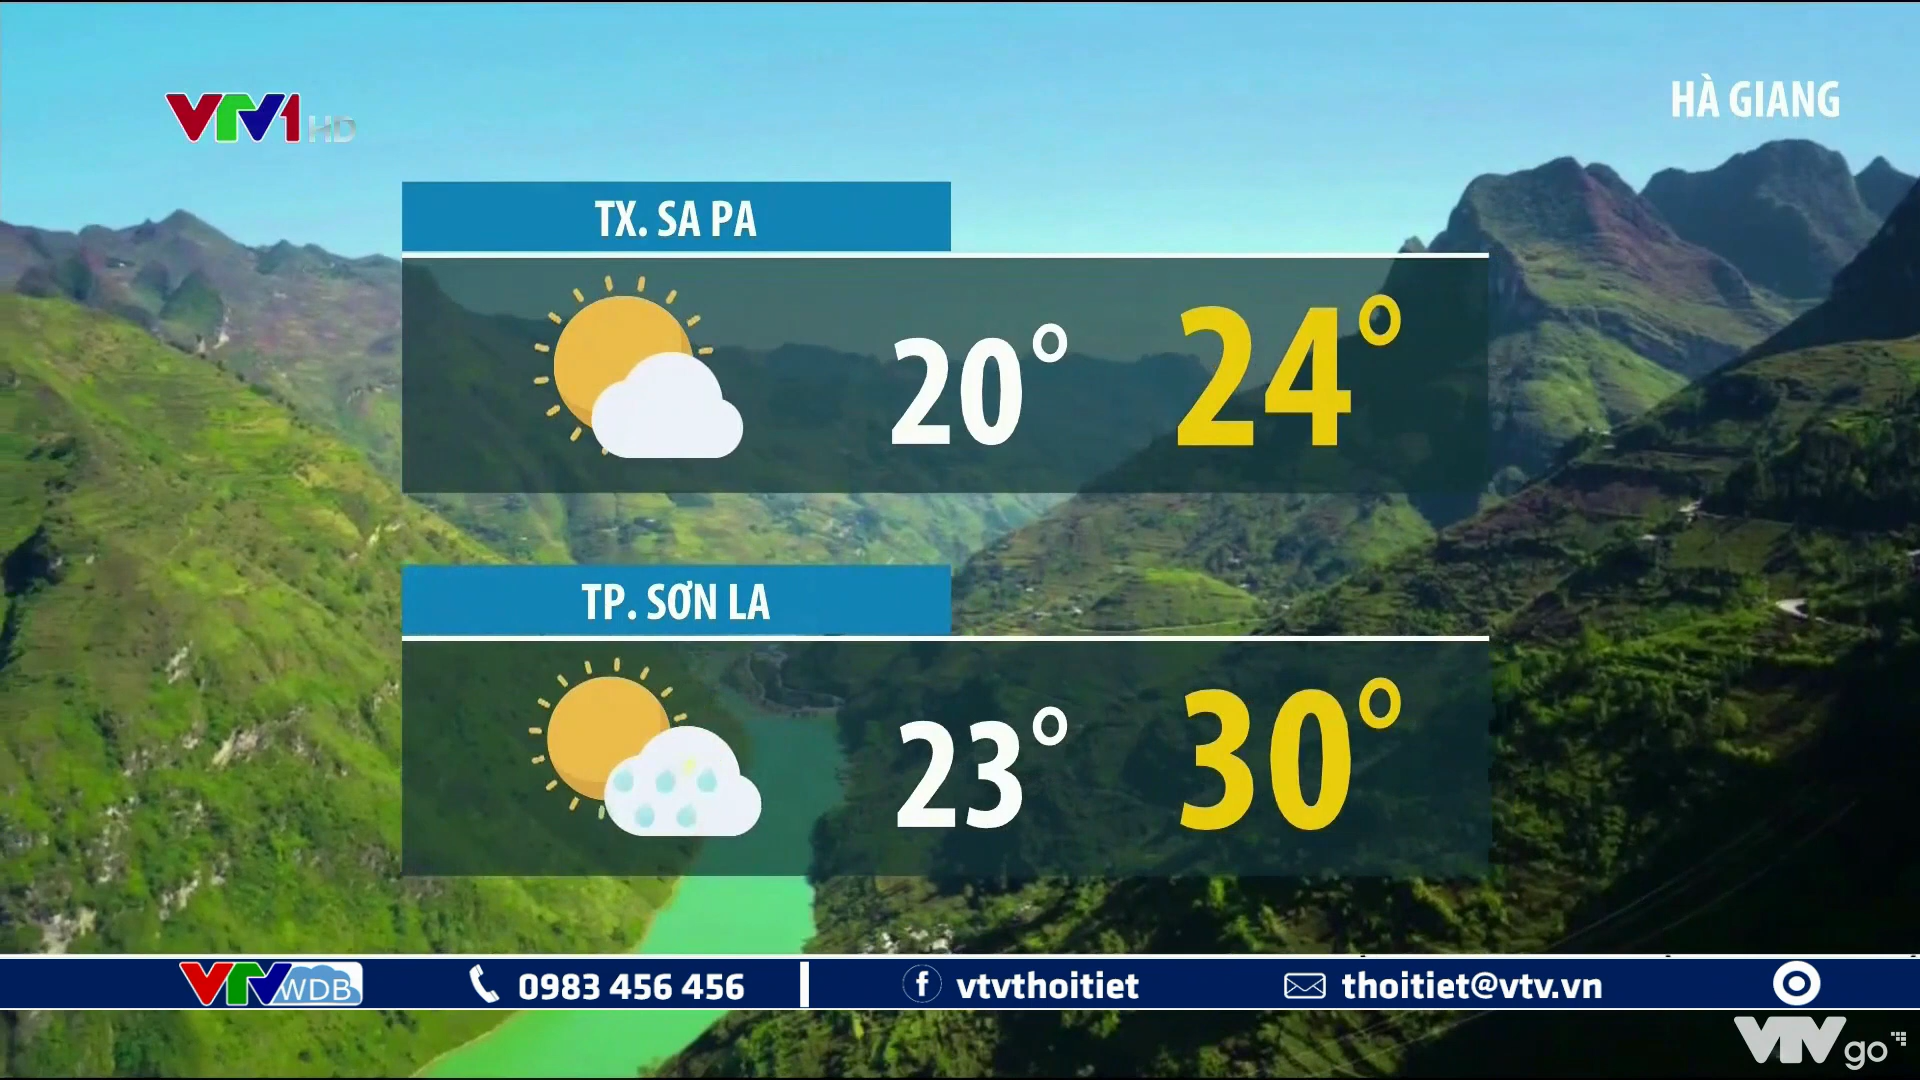 VTV1 HD
HÀ GIANG
TX. SA PA
20° 24°
TP. SƠN LA
23° 30°
VTV WDB 0983 456 456 vtvthoitiet thoitiet@vtv.vn
VTV go